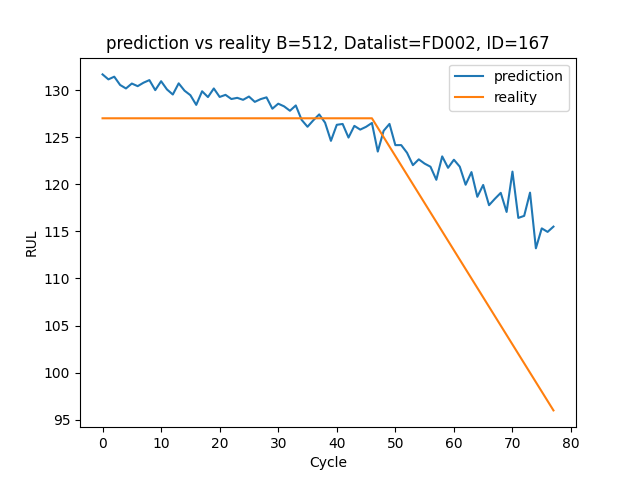 prediction vs reality B=512, Datalist=FD002, ID=167
prediction
reality
130
125
120
115
110
105
100
95
RUL
0 10 20 30 40 50 60 70 80
Cycle